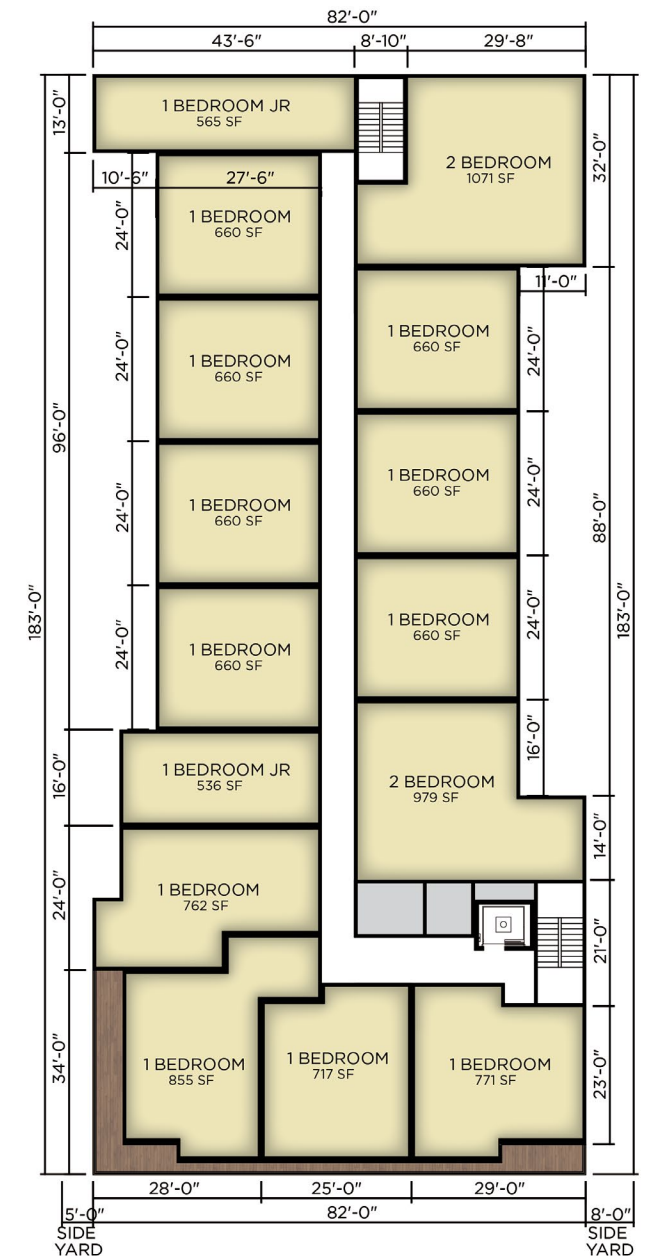 82'-0"
43'-6"
8'-10"
29'-8"
13'-0"
1 BEDROOM JR
565 SF
2 BEDROOM
1071 SF
32'-0"
10'-6"
27'-6"
24'-0"
1 BEDROOM
660 SF
11'-0"
24'-0"
1 BEDROOM
660 SF
1 BEDROOM
660 SF
24'-0"
96'-0"
24'-0"
1 BEDROOM
660 SF
1 BEDROOM
660 SF
24'-0"
88'-0"
183'-0"
183'-0"
24'-0"
1 BEDROOM
660 SF
1 BEDROOM
660 SF
24'-0"
16'-0"
1 BEDROOM JR
536 SF
2 BEDROOM
979 SF
16'-0"
14'-0"
24'-0"
1 BEDROOM
762 SF
21'-0"
34'-0"
1 BEDROOM
855 SF
1 BEDROOM
717 SF
1 BEDROOM
771 SF
23'-0"
28'-0"
25'-0"
29'-0"
5'-0"
82'-0"
8'-0"
SIDE
YARD
SIDE
YARD